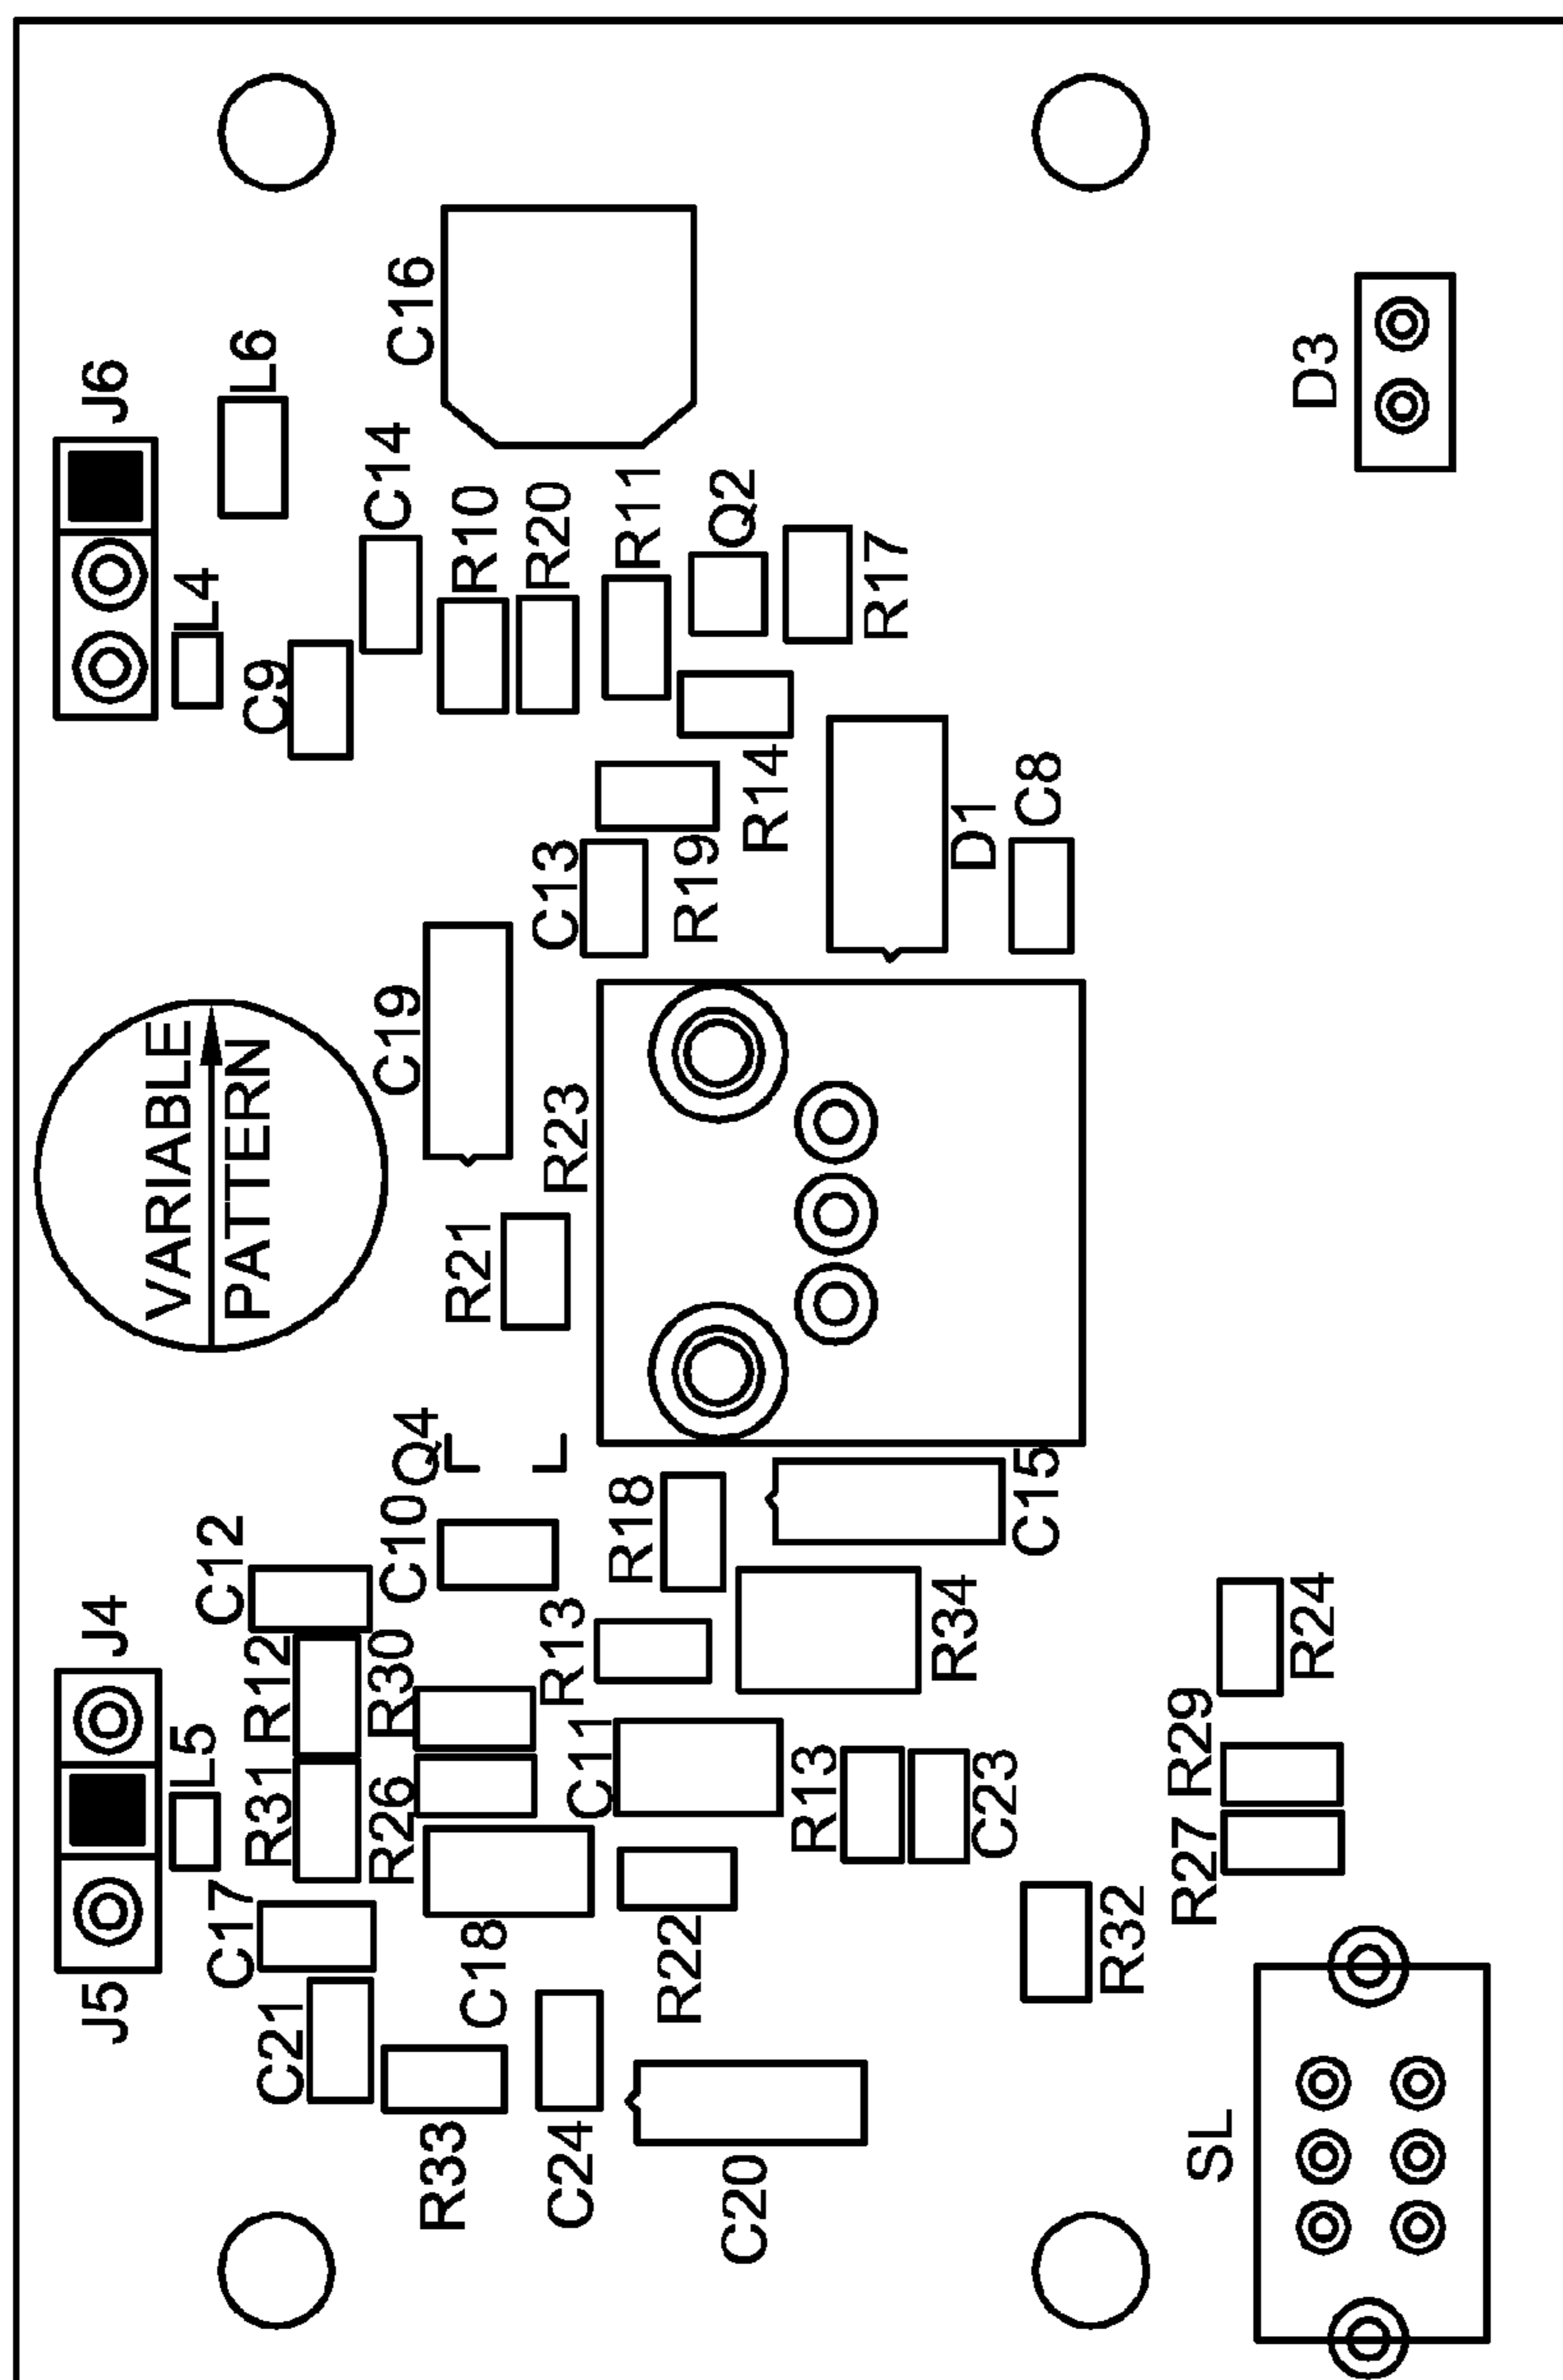 J6
L6
C16
D3
C14
L4
R10
R20
R11
Q2
R17
C9
R14
C8
D1
R19
C13
C19
VARIABLE
PATTERN
R23
R21
Q4
C10
R18
C15
C12
J4
R12
R30
R13
R34
R24
L5
R31
R26
C11
R13
C23
R29
R27
C17
C18
R22
R32
J5
C21
R33
C24
C20
SL